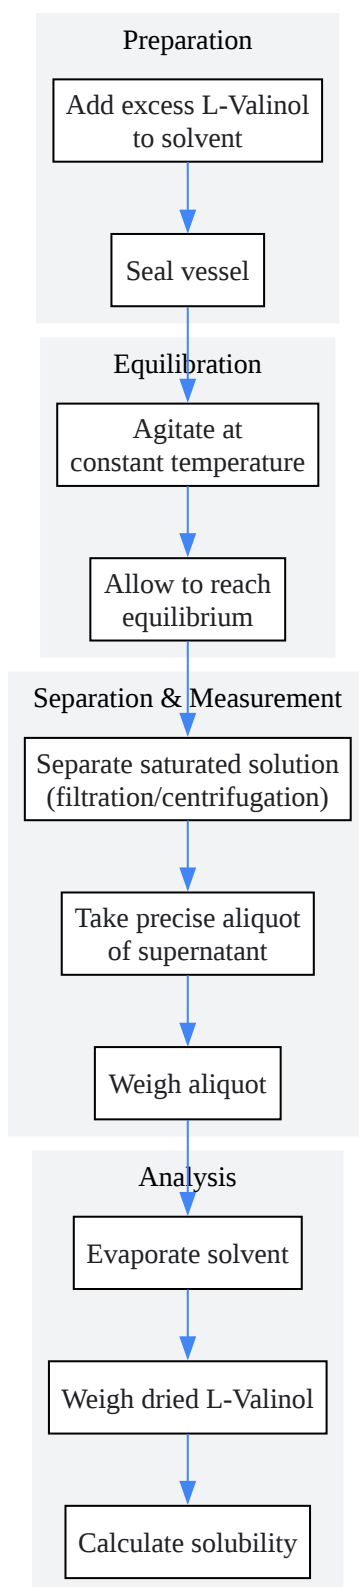 Preparation
Add excess L-Valinol
to solvent
Seal vessel
Equilibration
Agitate at
constant temperature
Allow to reach
equilibrium
Separation & Measurement
Separate saturated solution
(filtration/centrifugation)
Take precise aliquot
of supernatant
Weigh aliquot
Analysis
Evaporate solvent
Weigh dried L-Valinol
Calculate solubility